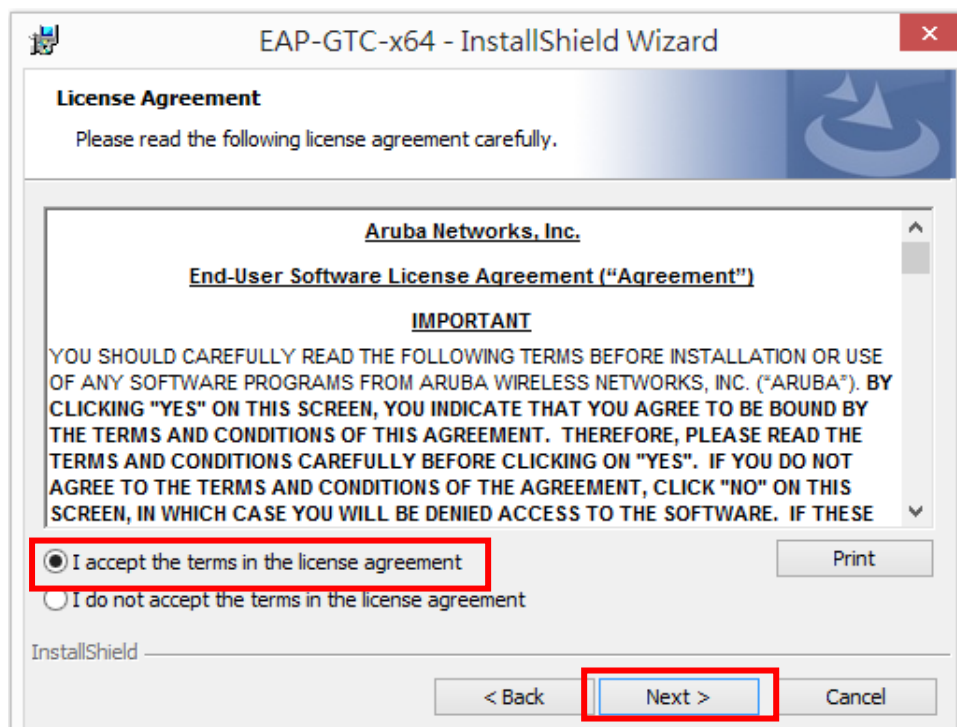 EAP-GTC-x64 - InstallShield Wizard
License Agreement
Please read the following license agreement carefully.
Aruba Networks, Inc.
End-User Software License Agreement (“Agreement”)
IMPORTANT
YOU SHOULD CAREFULLY READ THE FOLLOWING TERMS BEFORE INSTALLATION OR USE
OF ANY SOFTWARE PROGRAMS FROM ARUBA WIRELESS NETWORKS, INC. (“ARUBA”). BY
CLICKING "YES" ON THIS SCREEN, YOU INDICATE THAT YOU AGREE TO BE BOUND BY
THE TERMS AND CONDITIONS OF THIS AGREEMENT.  THEREFORE, PLEASE READ THE
TERMS AND CONDITIONS CAREFULLY BEFORE CLICKING ON "YES".  IF YOU DO NOT
AGREE TO THE TERMS AND CONDITIONS OF THE AGREEMENT, CLICK "NO" ON THIS
SCREEN, IN WHICH CASE YOU WILL BE DENIED ACCESS TO THE SOFTWARE.  IF THESE
I accept the terms in the license agreement
Print
I do not accept the terms in the license agreement
InstallShield
< Back
Next >
Cancel